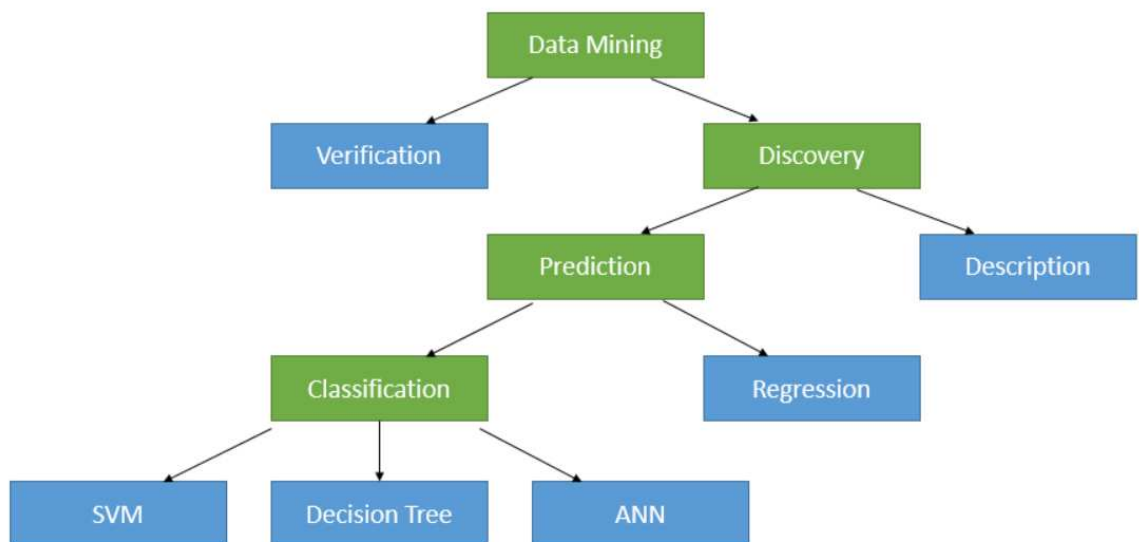 Data Mining
Verification
Discovery
Prediction
Description
Classification
Regression
SVM
Decision Tree
ANN